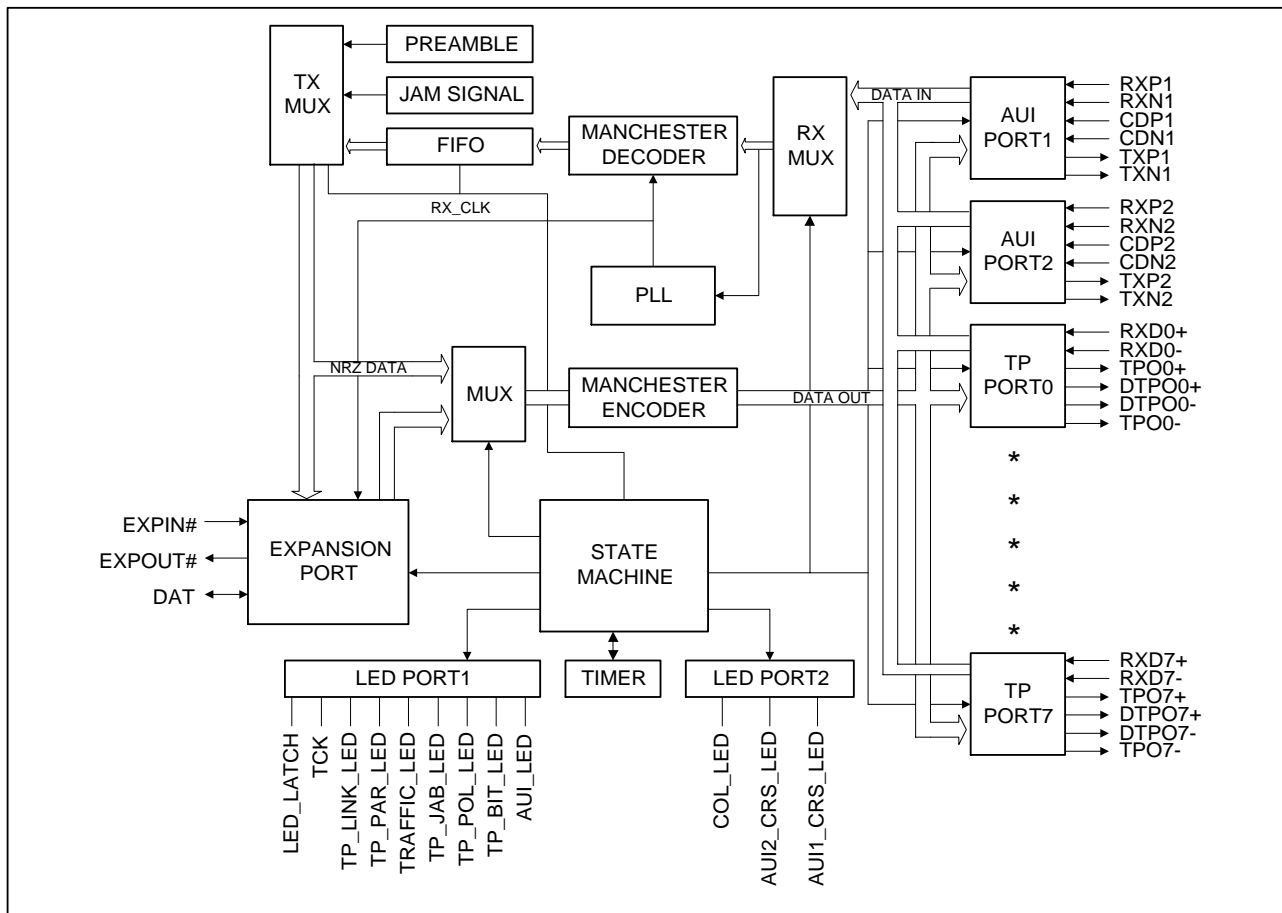 PREAMBLE
TX
MUX
JAM SIGNAL
FIFO
MANCHESTER
DECODER
RX
MUX
DATA IN
AUI
PORT1
RXP1
RXN1
CDP1
CDN1
TXP1
TXN1
RX_CLK
PLL
AUI
PORT2
RXP2
RXN2
CDP2
CDN2
TXP2
TXN2
NRZ DATA
MUX
MANCHESTER
ENCODER
DATA OUT
TP
PORT0
RXD0+
RXD0-
TPO0+
DTPO0+
DTPO0-
TPO0-
*
*
*
*
*
EXPIN#
EXPOUT#
DAT
EXPANSION
PORT
STATE
MACHINE
LED PORT1
TIMER
LED PORT2
TP
PORT7
RXD7+
RXD7-
TPO7+
DTPO7+
DTPO7-
TPO7-
LED_LATCH
TCK
TP_LINK_LED
TP_PAR_LED
TRAFFIC_LED
TP_JAB_LED
TP_POL_LED
TP_BIT_LED
AUI_LED
COL_LED
AUI2_CRS_LED
AUI1_CRS_LED